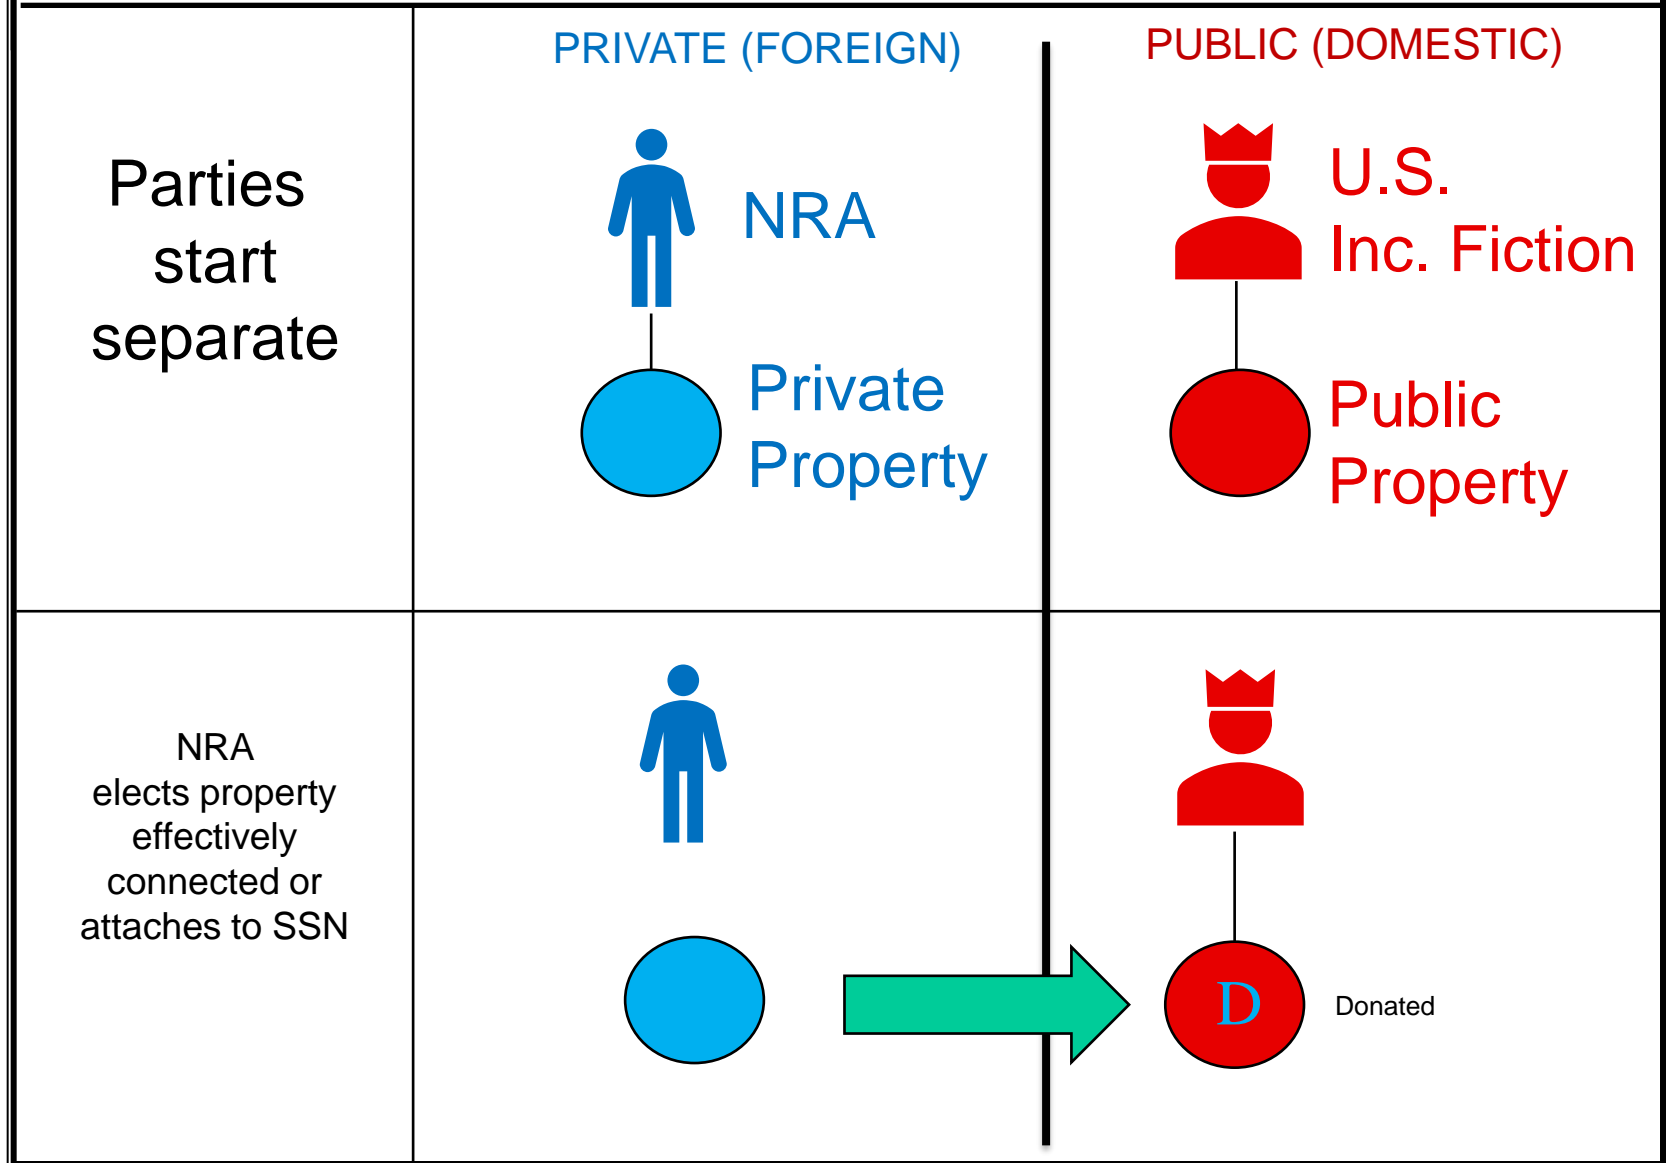 PRIVATE (FOREIGN)
PUBLIC (DOMESTIC)
Parties
start
separate
NRA
Private
Property
U.S.
Inc. Fiction
Public
Property
NRA
elects property
effectively
connected or
attaches to SSN
D
Donated